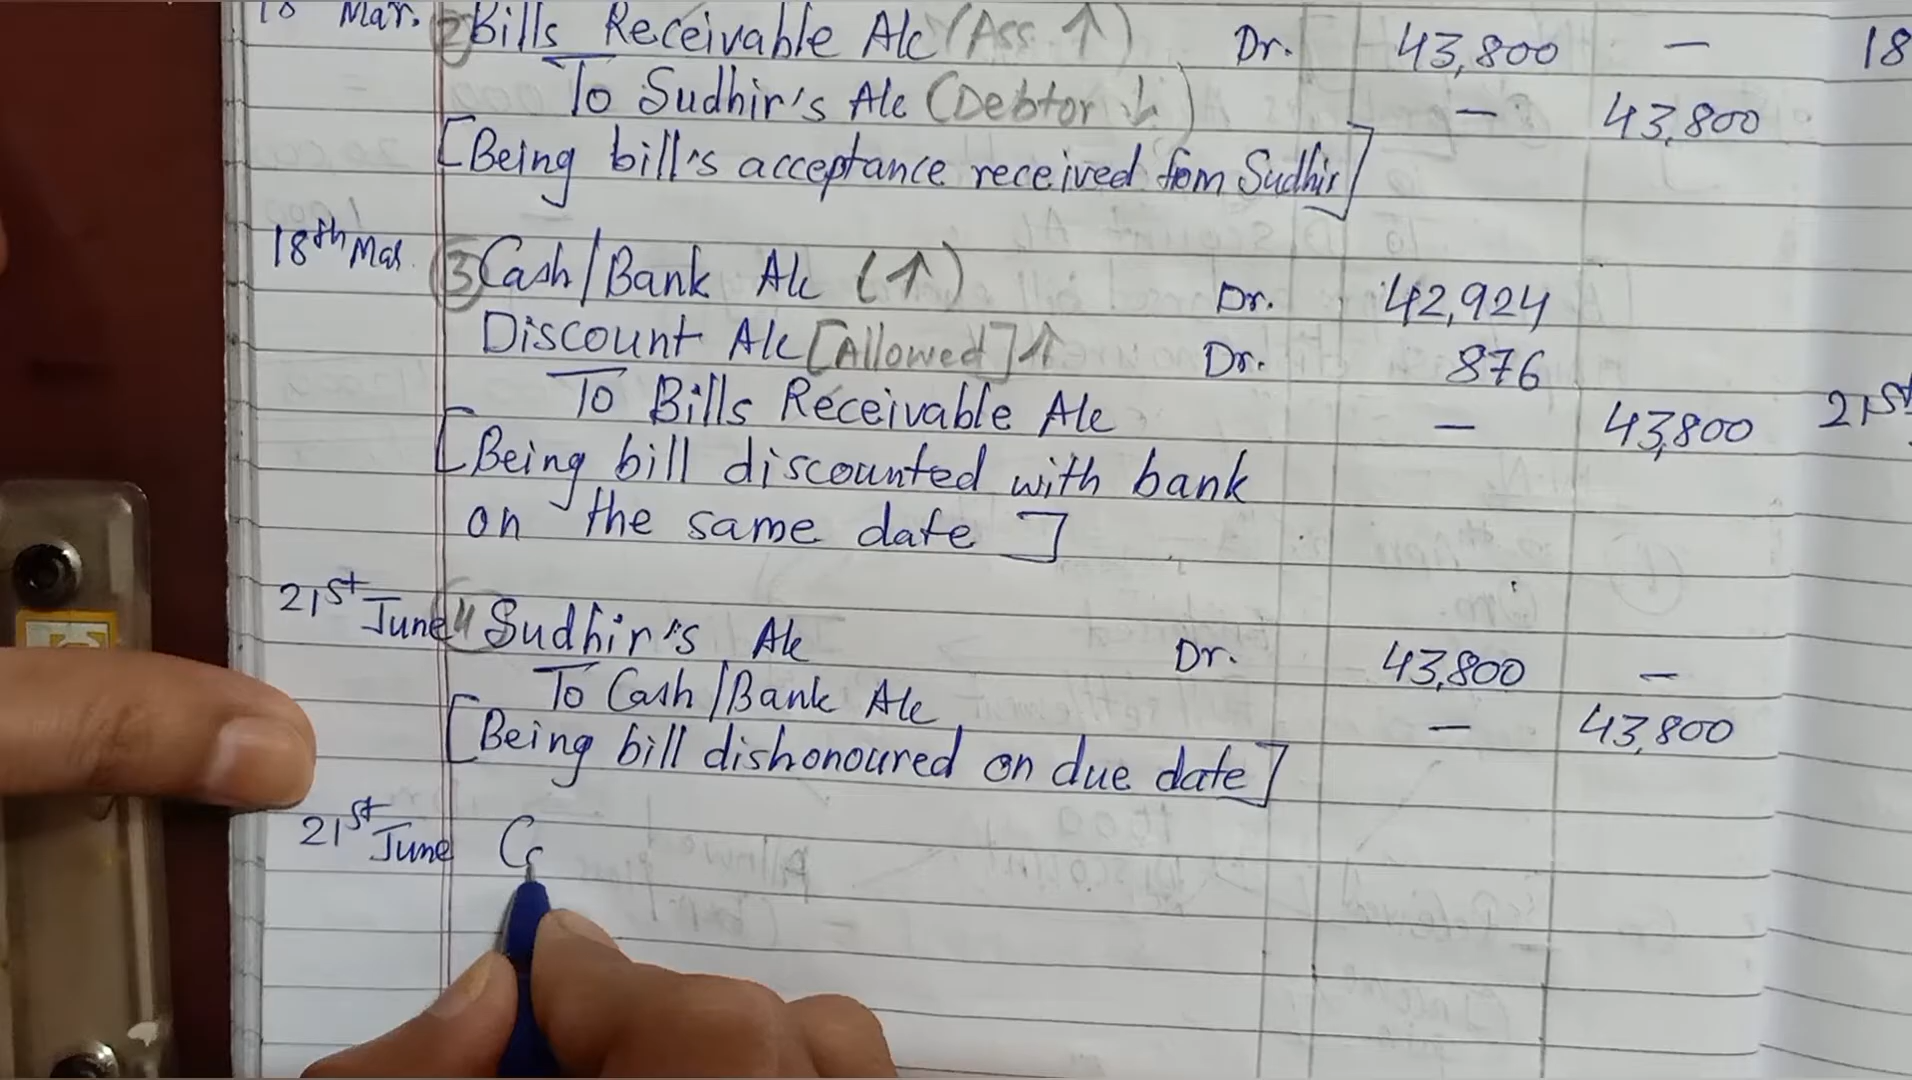 18 Mar. 2 Bills Receivable A/c (Ass. ↑) Dr. 43,800 — 18
To Sudhir's A/c (Debtor ↓) — 43,800
[Being bill's acceptance received from Sudhir]
18th Mar. 3 Cash/Bank A/c (↑) Dr. 42,924
Discount A/c [Allowed] ↑ Dr. 876
To Bills Receivable A/c — 43,800 21st
[Being bill discounted with bank
on the same date]
21st June 4 Sudhir's A/c Dr. 43,800 —
To Cash/Bank A/c — 43,800
[Being bill dishonoured on due date]
21st June